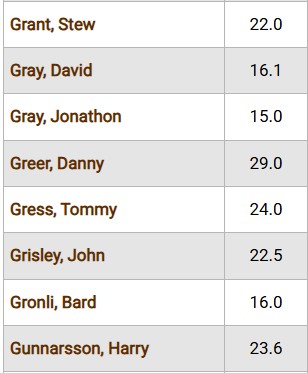 Grant, Stew 22.0
Gray, David 16.1
Gray, Jonathon 15.0
Greer, Danny 29.0
Gress, Tommy 24.0
Grisley, John 22.5
Gronli, Bard 16.0
Gunnarsson, Harry 23.6